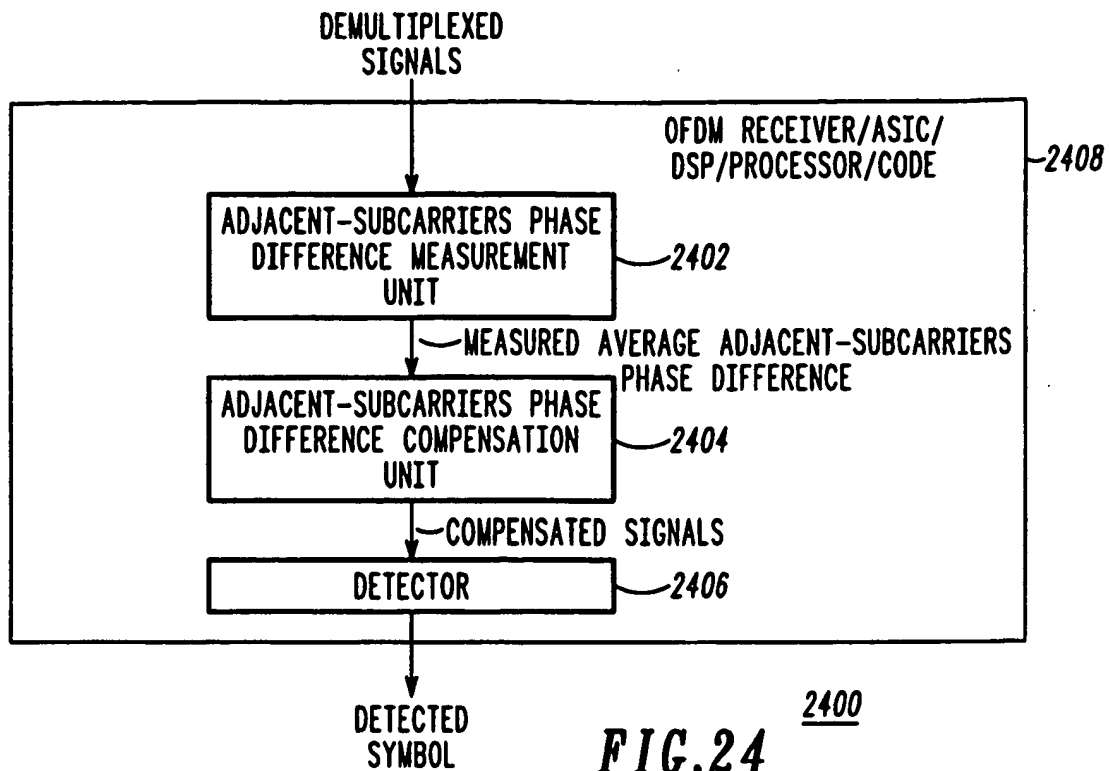 DEMULTIPLEXED
SIGNALS
OFDM RECEIVER/ASIC/
DSP/PROCESSOR/CODE
2408
ADJACENT-SUBCARRIERS PHASE
DIFFERENCE MEASUREMENT
UNIT
2402
MEASURED AVERAGE ADJACENT-SUBCARRIERS
PHASE DIFFERENCE
ADJACENT-SUBCARRIERS PHASE
DIFFERENCE COMPENSATION
UNIT
2404
COMPENSATED SIGNALS
DETECTOR
2406
DETECTED
SYMBOL
2400
FIG.24